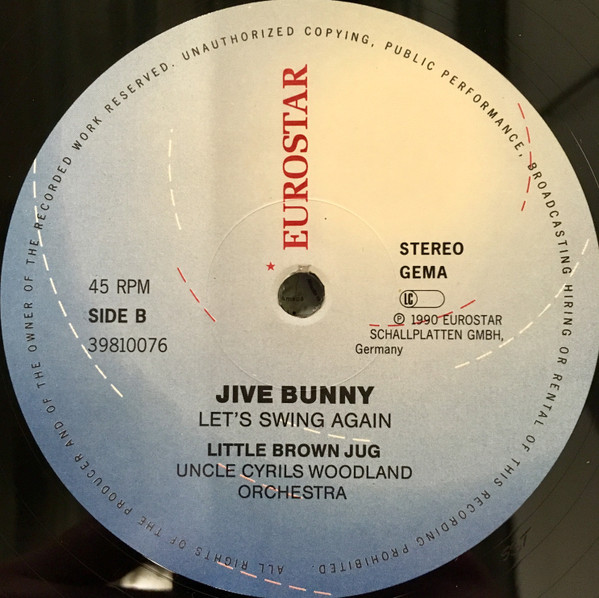 ALL RIGHTS OF THE PRODUCER AND OF THE OWNER OF THE RECORDED WORK RESERVED. UNAUTHORIZED COPYING, PUBLIC PERFORMANCE, BROADCASTING HIRING OR RENTAL OF THIS RECORDING PROHIBITED.
EUROSTAR
STEREO
GEMA
LC
℗ 1990 EUROSTAR
SCHALLPLATTEN GMBH,
Germany
45 RPM
SIDE B
39810076
JIVE BUNNY
LET'S SWING AGAIN
LITTLE BROWN JUG
UNCLE CYRILS WOODLAND
ORCHESTRA